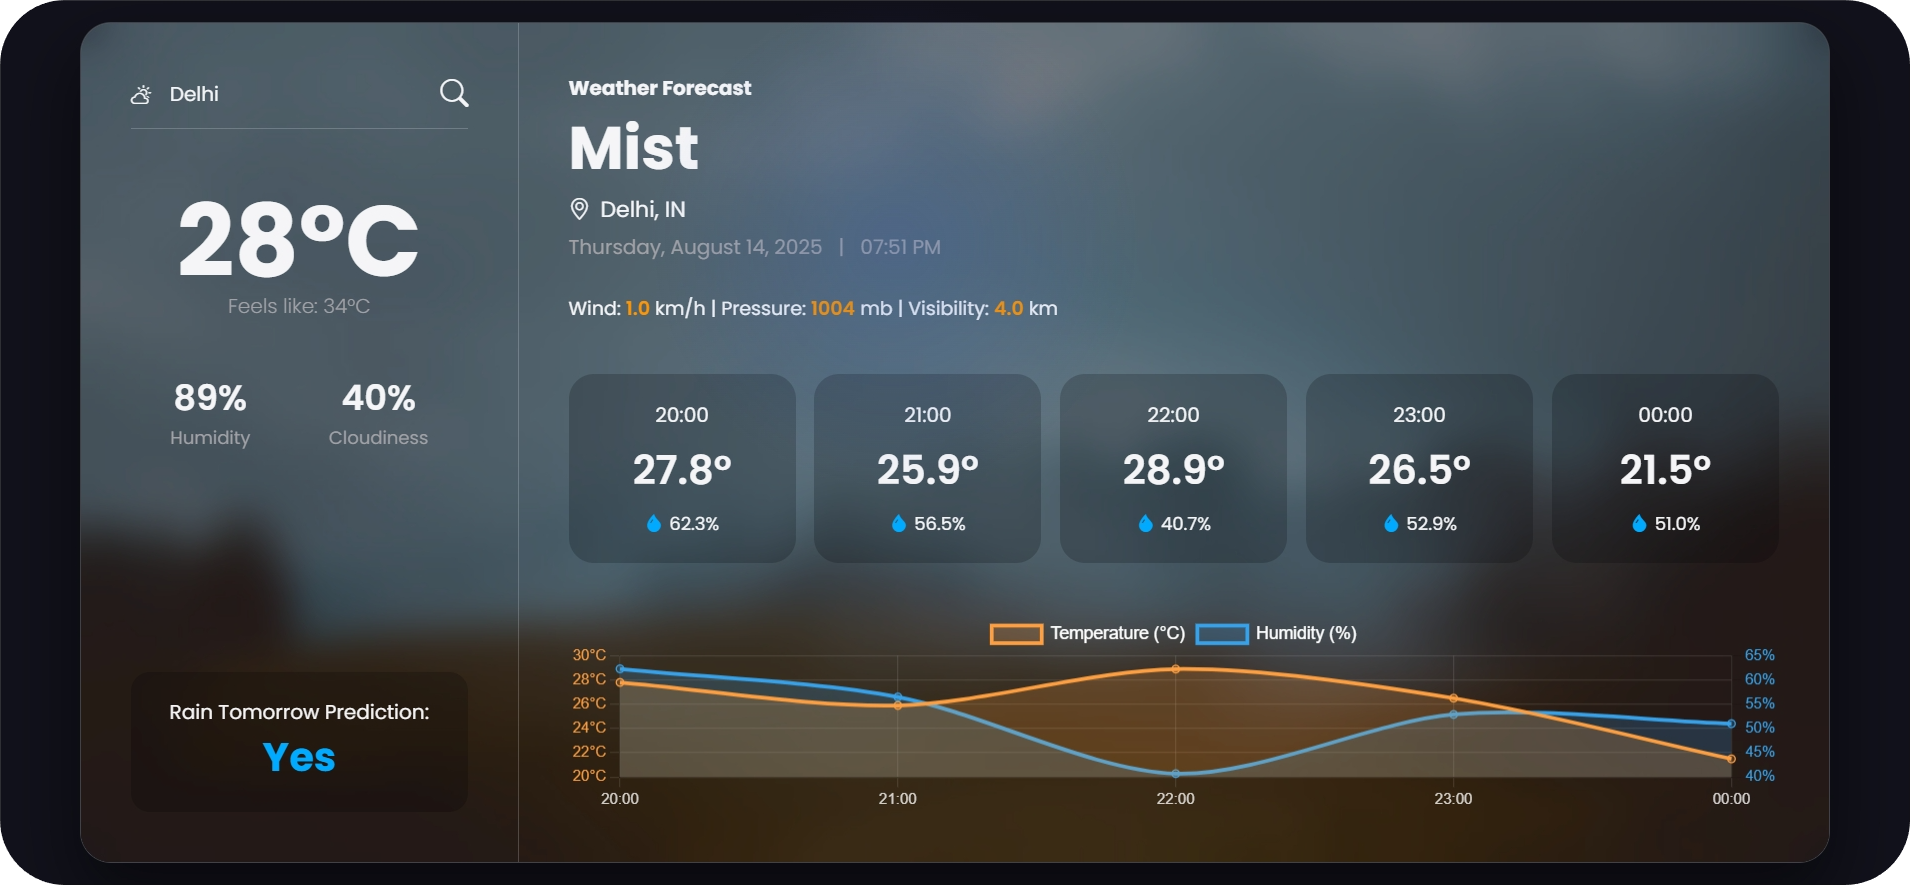 Delhi
28°C
Feels like: 34°C
89%
Humidity
40%
Cloudiness
Rain Tomorrow Prediction:
Yes
Weather Forecast
Mist
Delhi, IN
Thursday, August 14, 2025 | 07:51 PM
Wind: 1.0 km/h | Pressure: 1004 mb | Visibility: 4.0 km
20:00
27.8°
62.3%
21:00
25.9°
56.5%
22:00
28.9°
40.7%
23:00
26.5°
52.9%
00:00
21.5°
51.0%
Temperature (°C) Humidity (%)
30°C 65%
28°C 60%
26°C 55%
24°C 50%
22°C 45%
20°C 40%
20:00 21:00 22:00 23:00 00:00